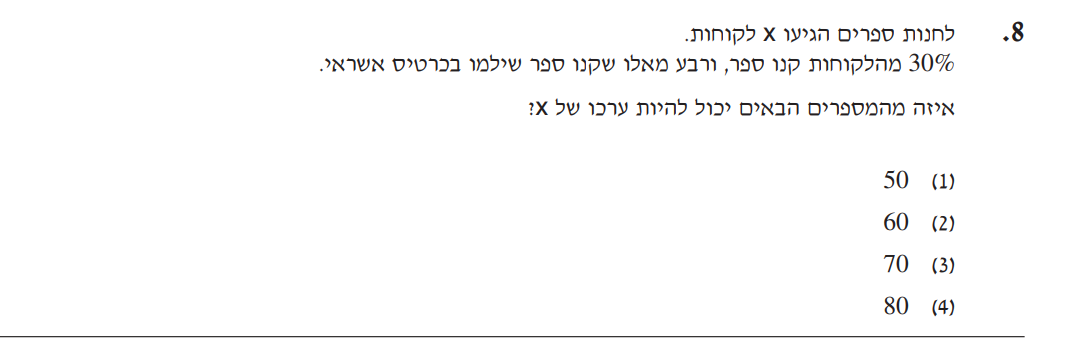 8. לחנות ספרים הגיעו x לקוחות.
30% מהלקוחות קנו ספר, ורבע מאלו שקנו ספר שילמו בכרטיס אשראי.
איזה מהמספרים הבאים יכול להיות ערכו של x?
(1) 50
(2) 60
(3) 70
(4) 80